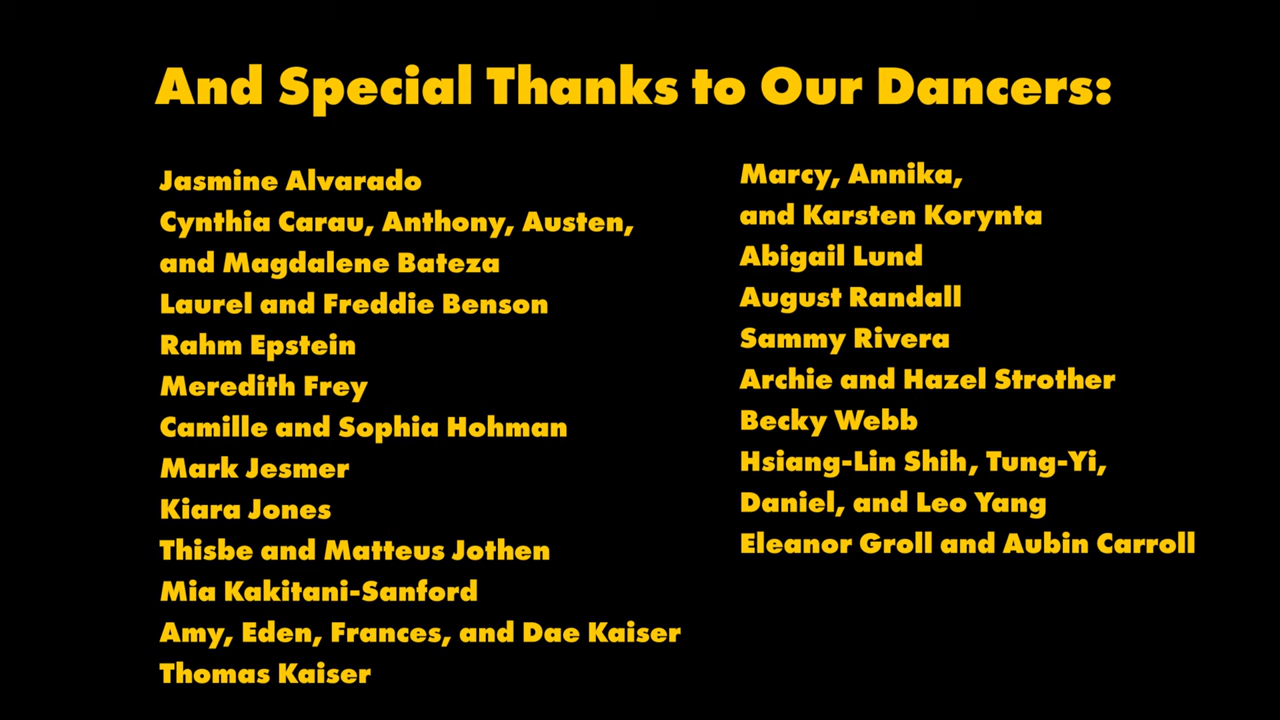 And Special Thanks to Our Dancers:
Jasmine Alvarado
Cynthia Carau, Anthony, Austen,
and Magdalene Bateza
Laurel and Freddie Benson
Rahm Epstein
Meredith Frey
Camille and Sophia Hohman
Mark Jesmer
Kiara Jones
Thisbe and Matteus Jothen
Mia Kakitani-Sanford
Amy, Eden, Frances, and Dae Kaiser
Thomas Kaiser
Marcy, Annika,
and Karsten Korynta
Abigail Lund
August Randall
Sammy Rivera
Archie and Hazel Strother
Becky Webb
Hsiang-Lin Shih, Tung-Yi,
Daniel, and Leo Yang
Eleanor Groll and Aubin Carroll